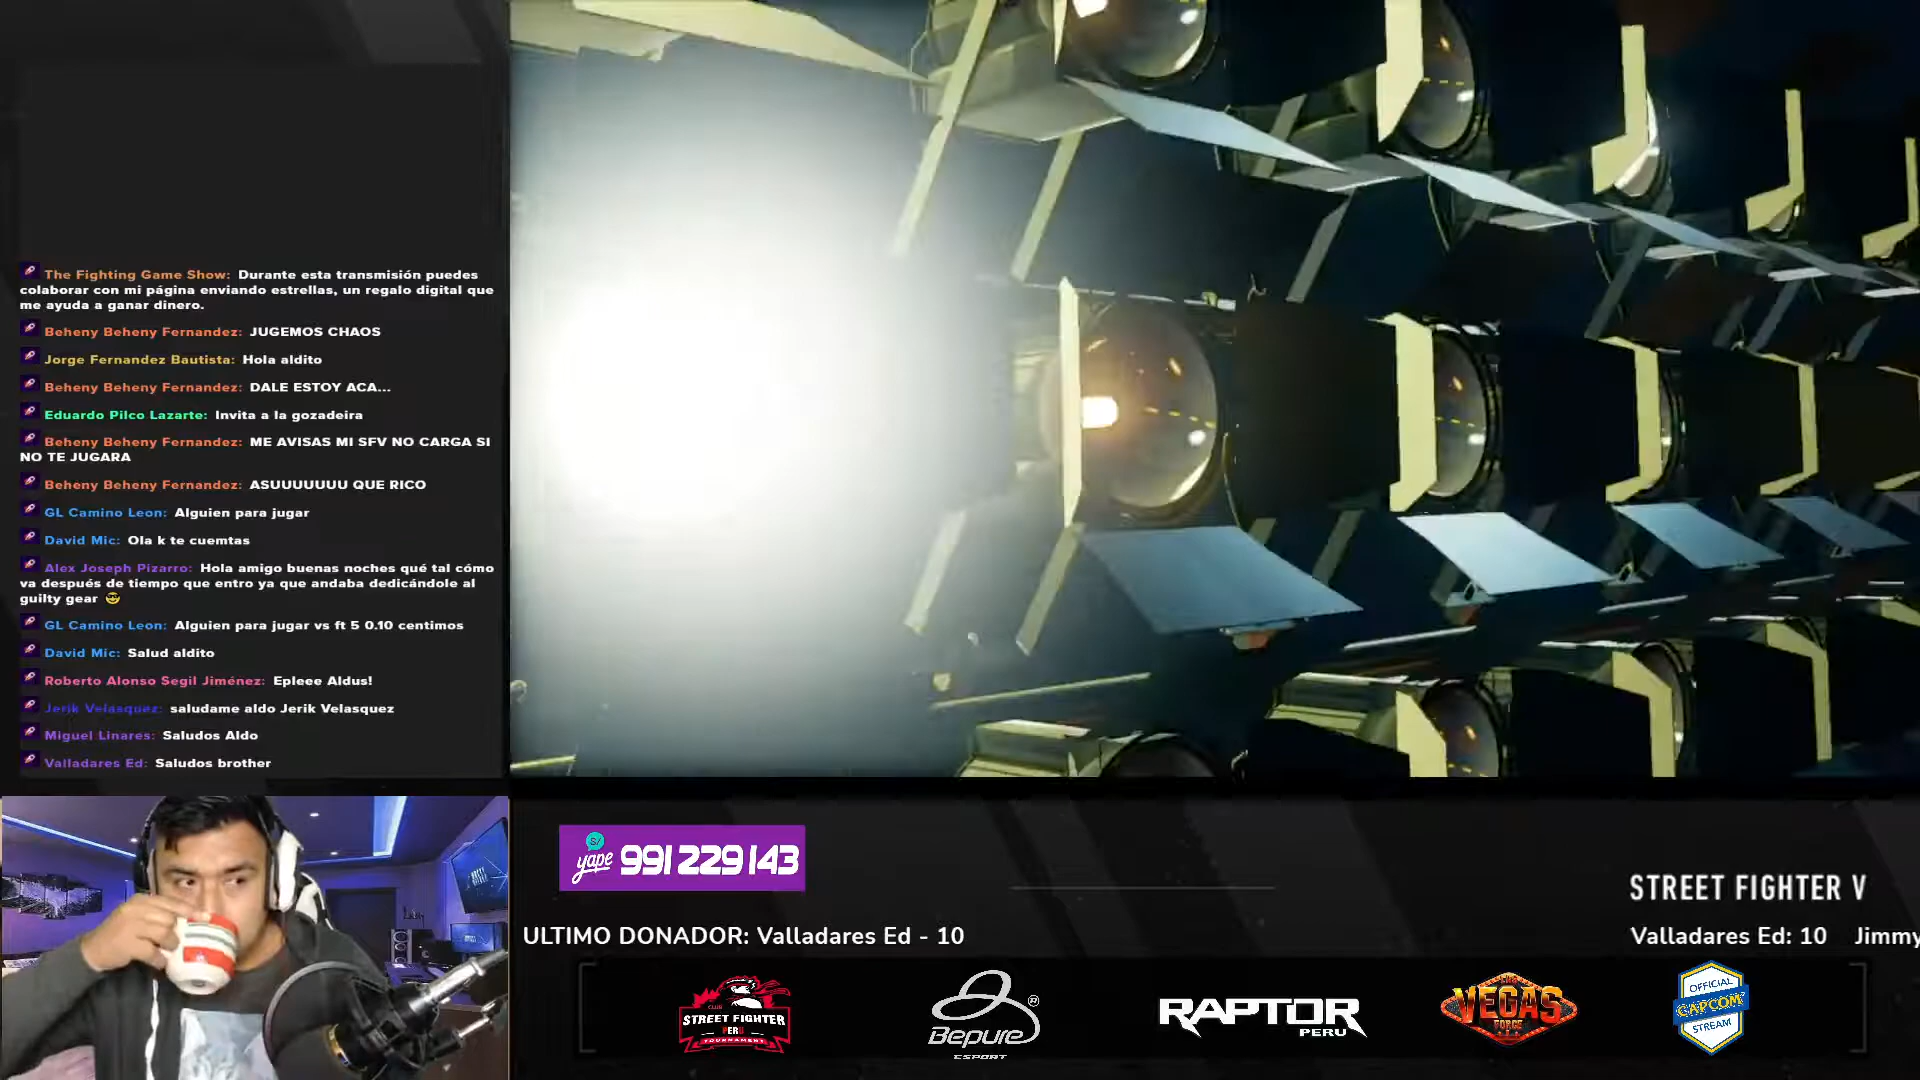 The Fighting Game Show: Durante esta transmisión puedes
colaborar con mi página enviando estrellas, un regalo digital que
me ayuda a ganar dinero.
Beheny Beheny Fernandez: JUGEMOS CHAOS
Jorge Fernandez Bautista: Hola aldito
Beheny Beheny Fernandez: DALE ESTOY ACA...
Eduardo Pilco Lazarte: Invita a la gozadeira
Beheny Beheny Fernandez: ME AVISAS MI SFV NO CARGA SI
NO TE JUGARA
Beheny Beheny Fernandez: ASUUUUUUU QUE RICO
GL Camino Leon: Alguien para jugar
David Mic: Ola k te cuemtas
Alex Joseph Pizarro: Hola amigo buenas noches qué tal cómo
va después de tiempo que entro ya que andaba dedicándole al
guilty gear 😎
GL Camino Leon: Alguien para jugar vs ft 5 0.10 centimos
David Mic: Salud aldito
Roberto Alonso Segil Jiménez: Epleee Aldus!
Jerik Velasquez: saludame aldo Jerik Velasquez
Miguel Linares: Saludos Aldo
Valladares Ed: Saludos brother
S/ yape 991 229 143
STREET FIGHTER V
ULTIMO DONADOR: Valladares Ed - 10
Valladares Ed: 10 Jimmy
CLUB
STREET FIGHTER
PERU
TOURNAMENT
Bepure ®
ESPORT
RAPTOR
PERU
VEGAS
FORCE
OFFICIAL
CAPCOM
STREAM